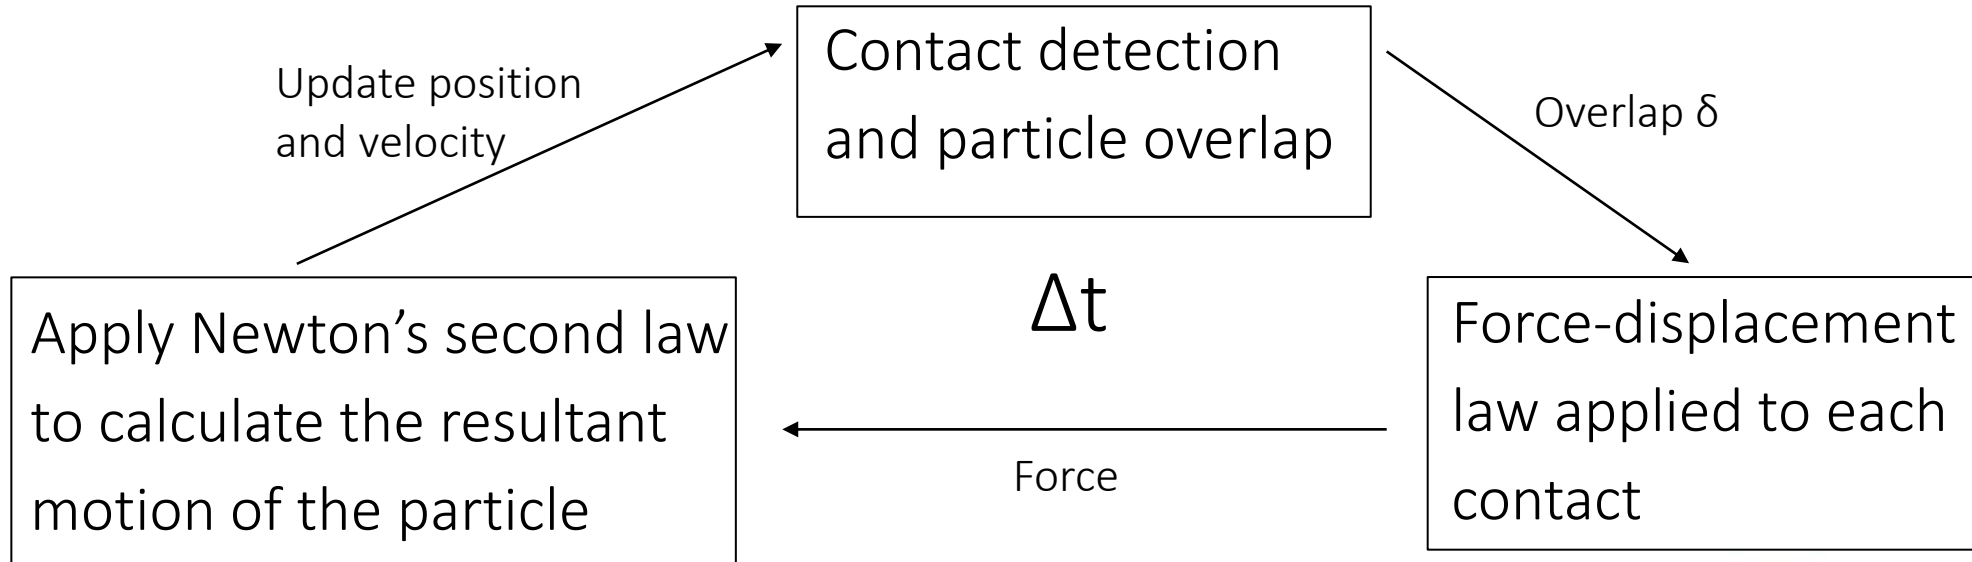 Update position
and velocity
Contact detection
and particle overlap
Overlap δ
Δt
Apply Newton’s second law
to calculate the resultant
motion of the particle
Force
Force-displacement
law applied to each
contact